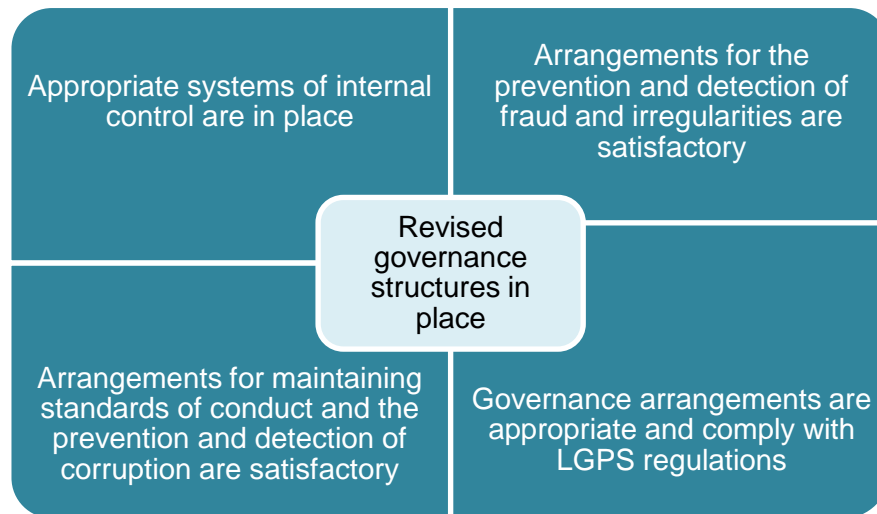 Appropriate systems of internal
control are in place
Arrangements for the
prevention and detection of
fraud and irregularities are
satisfactory
Revised
governance
structures in
place
Arrangements for maintaining
standards of conduct and the
prevention and detection of
corruption are satisfactory
Governance arrangements are
appropriate and comply with
LGPS regulations